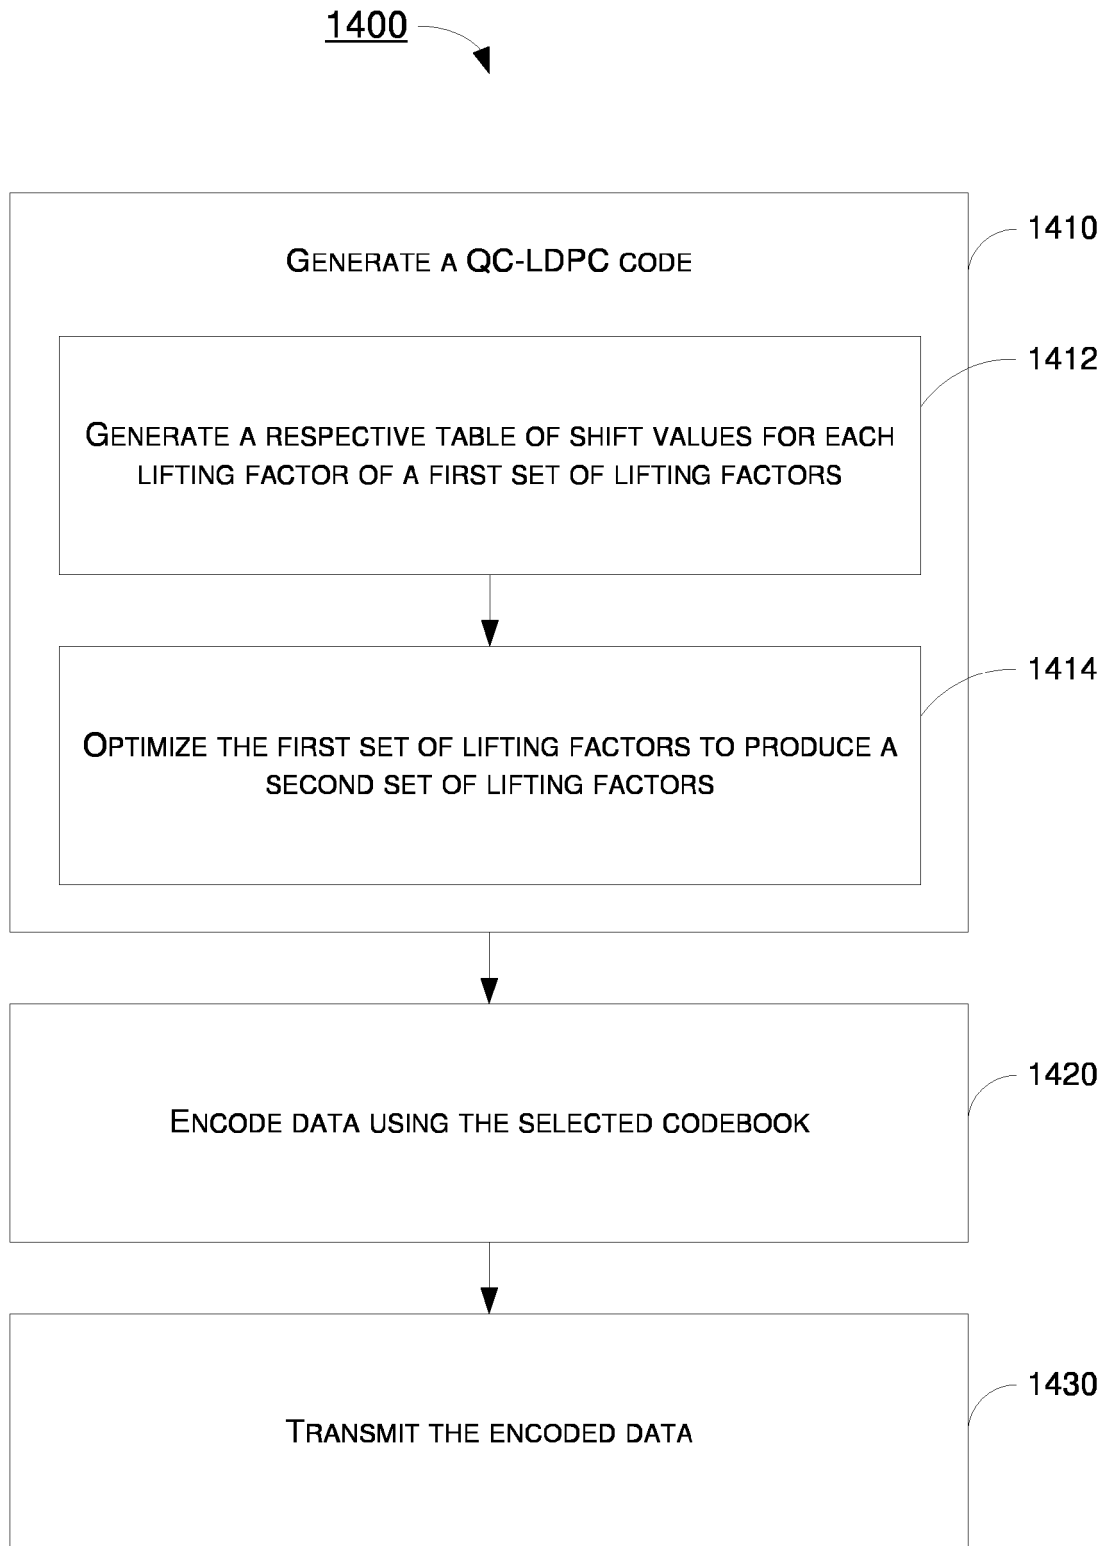 1400
1410
GENERATE A QC-LDPC CODE
1412
GENERATE A RESPECTIVE TABLE OF SHIFT VALUES FOR EACH
LIFTING FACTOR OF A FIRST SET OF LIFTING FACTORS
1414
OPTIMIZE THE FIRST SET OF LIFTING FACTORS TO PRODUCE A
SECOND SET OF LIFTING FACTORS
1420
ENCODE DATA USING THE SELECTED CODEBOOK
1430
TRANSMIT THE ENCODED DATA